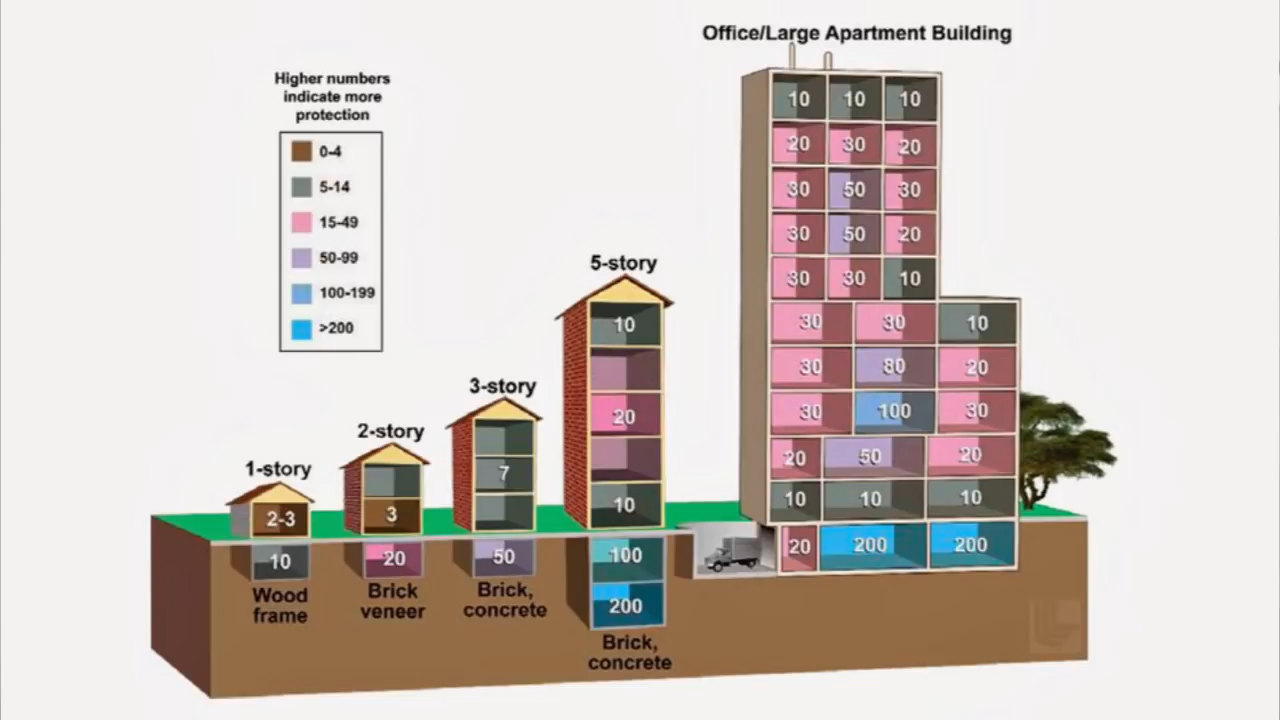 Office/Large Apartment Building
Higher numbers
indicate more
protection
0-4
5-14
15-49
50-99
100-199
>200
10 10 10
20 30 20
30 50 30
30 50 20
30 30 10
30 30 10
30 80 20
30 100 30
20 50 20
10 10 10
20 200 200
5-story
10
20
10
100
200
Brick,
concrete
3-story
7
50
Brick,
concrete
2-story
3
20
Brick
veneer
1-story
2-3
10
Wood
frame